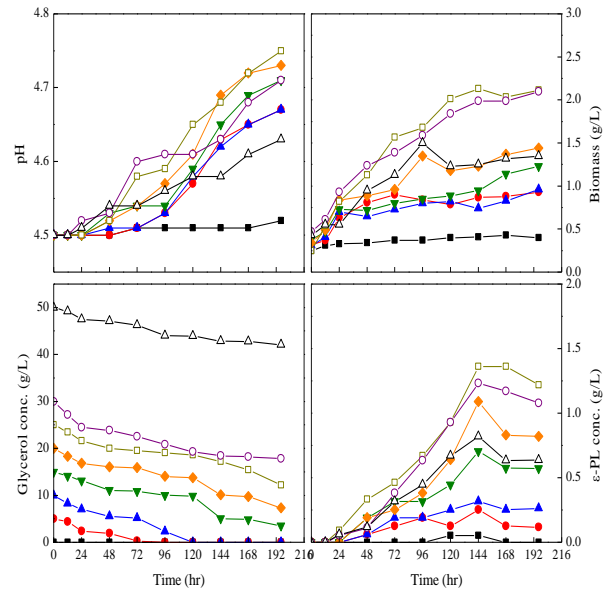 4.8
4.7
4.6
4.5
pH
3.0
2.5
2.0
1.5
1.0
0.5
0.0
Biomass (g/L)
50
40
30
20
10
0
Glycerol conc. (g/L)
2.0
1.5
1.0
0.5
0.0
ε-PL conc. (g/L)
0 24 48 72 96 120 144 168 192 216
0 24 48 72 96 120 144 168 192 216
Time (hr)
Time (hr)